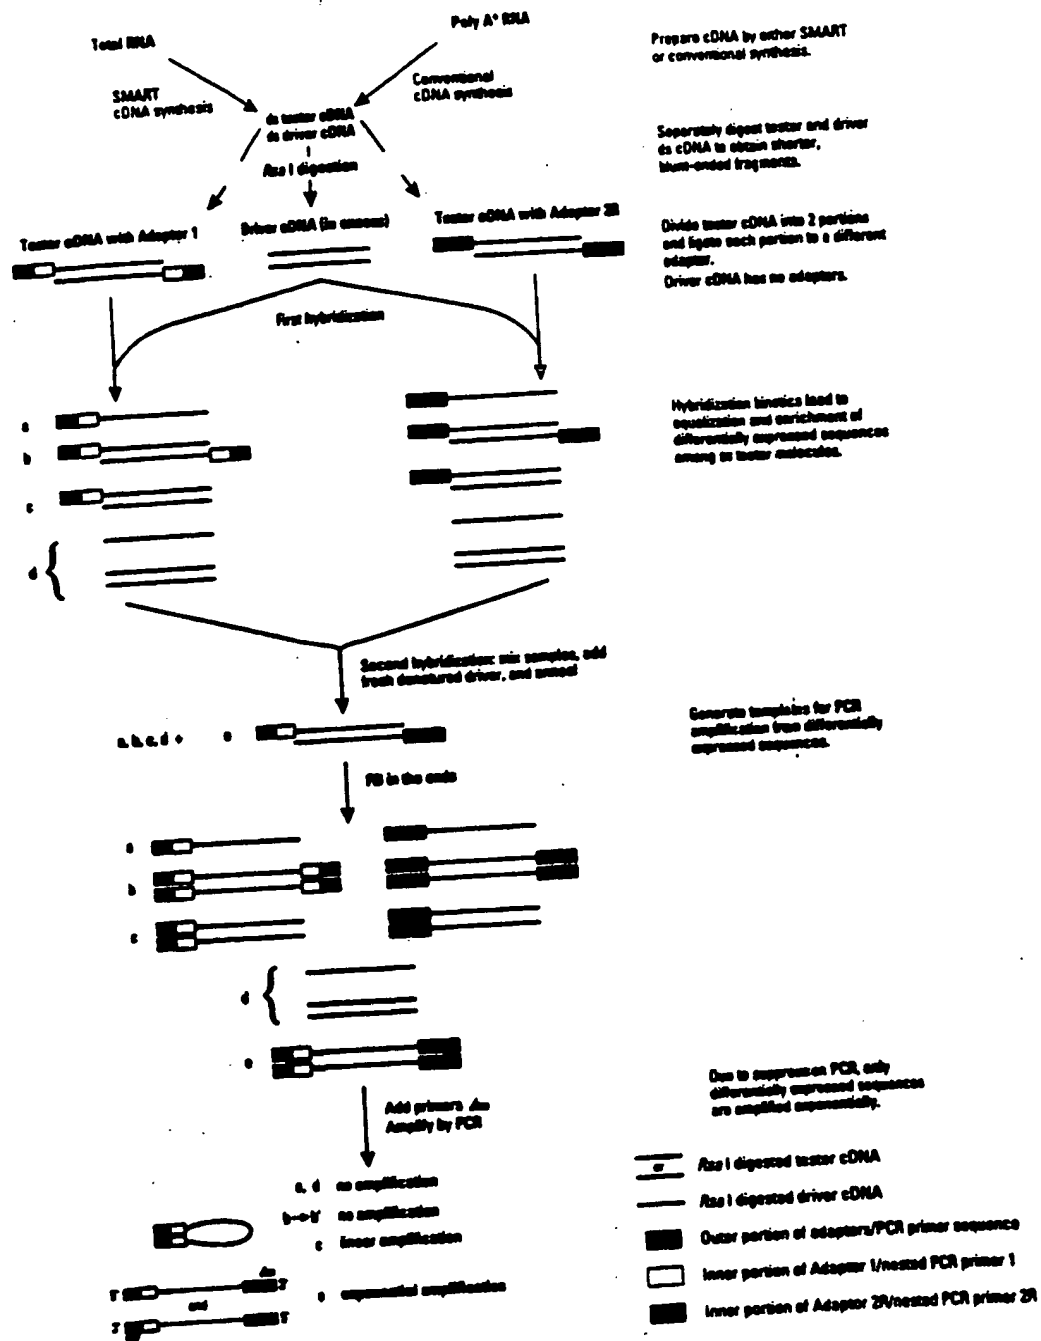 Total RNA
Poly A+ RNA
Prepare cDNA by either SMART
or conventional synthesis.
SMART
cDNA synthesis
Conventional
cDNA synthesis
ds tester cDNA
ds driver cDNA
Rsa I digestion
Separately digest tester and driver
ds cDNA to obtain shorter,
blunt-ended fragments.
Tester cDNA with Adaptor 1
Driver cDNA (in excess)
Tester cDNA with Adaptor 2R
Divide tester cDNA into 2 portions
and ligate each portion to a different
adaptor.
Driver cDNA has no adaptors.
First hybridization
a
b
c
d
Hybridization kinetics lead to
equalization and enrichment of
differentially expressed sequences
among ss tester molecules.
Second hybridization: mix samples, add
fresh denatured driver, and anneal
a, b, c, d + e
Generate templates for PCR
amplification from differentially
expressed sequences.
Fill in the ends
a
b
c
d
e
Add primers
Amplify by PCR
Due to suppression PCR, only
differentially expressed sequences
are amplified exponentially.
a, d no amplification
b→b' no amplification
c linear amplification
5' 3'
and
e exponential amplification
3' 5'
or Rsa I digested tester cDNA
Rsa I digested driver cDNA
Outer portion of adaptors/PCR primer sequence
Inner portion of Adaptor 1/nested PCR primer 1
Inner portion of Adaptor 2R/nested PCR primer 2R